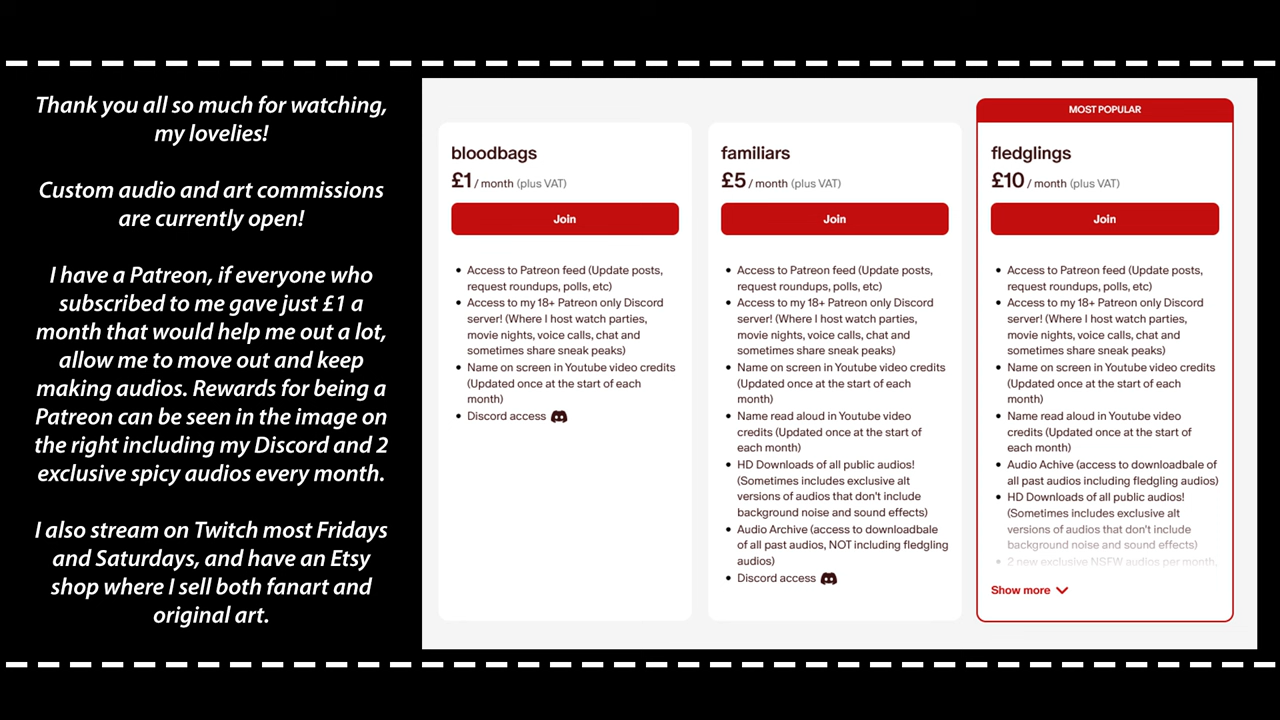 Thank you all so much for watching,
my lovelies!
Custom audio and art commissions
are currently open!
I have a Patreon, if everyone who
subscribed to me gave just £1 a
month that would help me out a lot,
allow me to move out and keep
making audios. Rewards for being a
Patreon can be seen in the image on
the right including my Discord and 2
exclusive spicy audios every month.
I also stream on Twitch most Fridays
and Saturdays, and have an Etsy
shop where I sell both fanart and
original art.
bloodbags
£1 / month (plus VAT)
Join
• Access to Patreon feed (Update posts,
request roundups, polls, etc)
• Access to my 18+ Patreon only Discord
server! (Where I host watch parties,
movie nights, voice calls, chat and
sometimes share sneak peaks)
• Name on screen in Youtube video credits
(Updated once at the start of each
month)
• Discord access
familiars
£5 / month (plus VAT)
Join
• Access to Patreon feed (Update posts,
request roundups, polls, etc)
• Access to my 18+ Patreon only Discord
server! (Where I host watch parties,
movie nights, voice calls, chat and
sometimes share sneak peaks)
• Name on screen in Youtube video credits
(Updated once at the start of each
month)
• Name read aloud in Youtube video
credits (Updated once at the start of
each month)
• HD Downloads of all public audios!
(Sometimes includes exclusive alt
versions of audios that don't include
background noise and sound effects)
• Audio Archive (access to downloadbale
of all past audios, NOT including fledgling
audios)
• Discord access
MOST POPULAR
fledglings
£10 / month (plus VAT)
Join
• Access to Patreon feed (Update posts,
request roundups, polls, etc)
• Access to my 18+ Patreon only Discord
server! (Where I host watch parties,
movie nights, voice calls, chat and
sometimes share sneak peaks)
• Name on screen in Youtube video credits
(Updated once at the start of each
month)
• Name read aloud in Youtube video
credits (Updated once at the start of
each month)
• Audio Achive (access to downloadbale of
all past audios including fledgling audios)
• HD Downloads of all public audios!
(Sometimes includes exclusive alt
versions of audios that don't include
background noise and sound effects)
• 2 new exclusive NSFW audios per month,
Show more